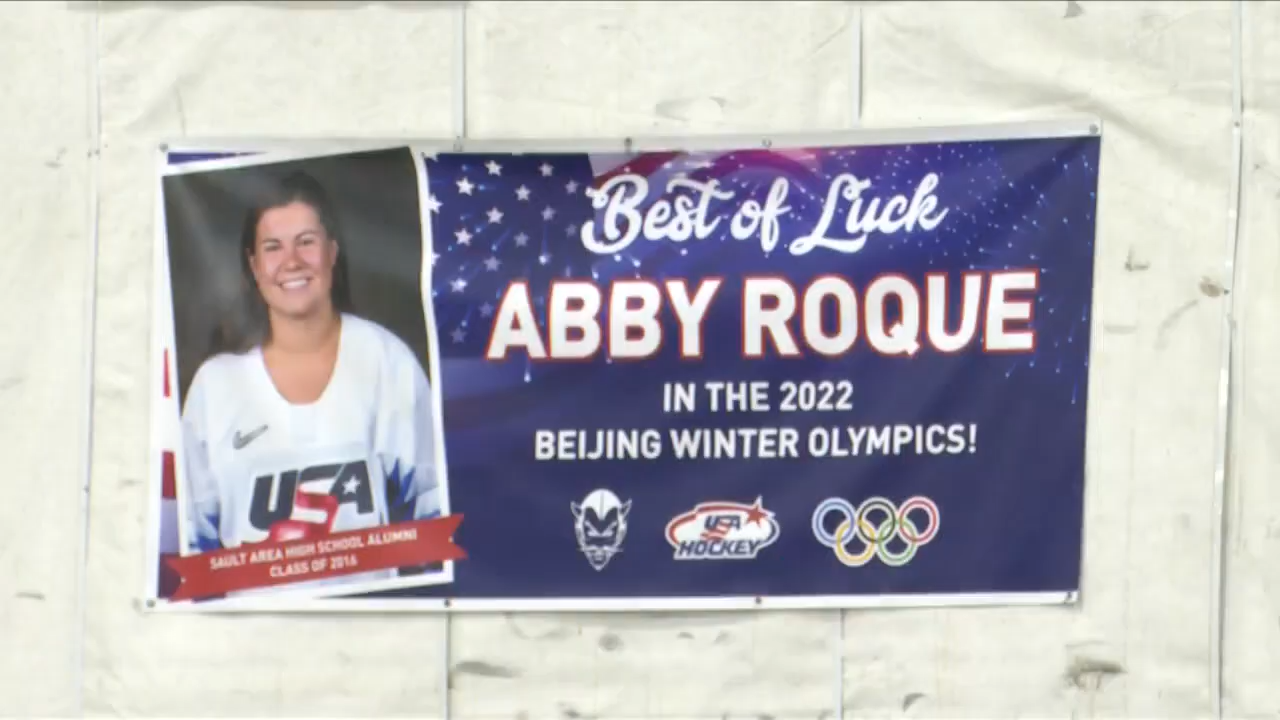 Best of Luck
ABBY ROQUE
IN THE 2022
BEIJING WINTER OLYMPICS!
USA
SAULT AREA HIGH SCHOOL ALUMNI
CLASS OF 2016
USA
HOCKEY